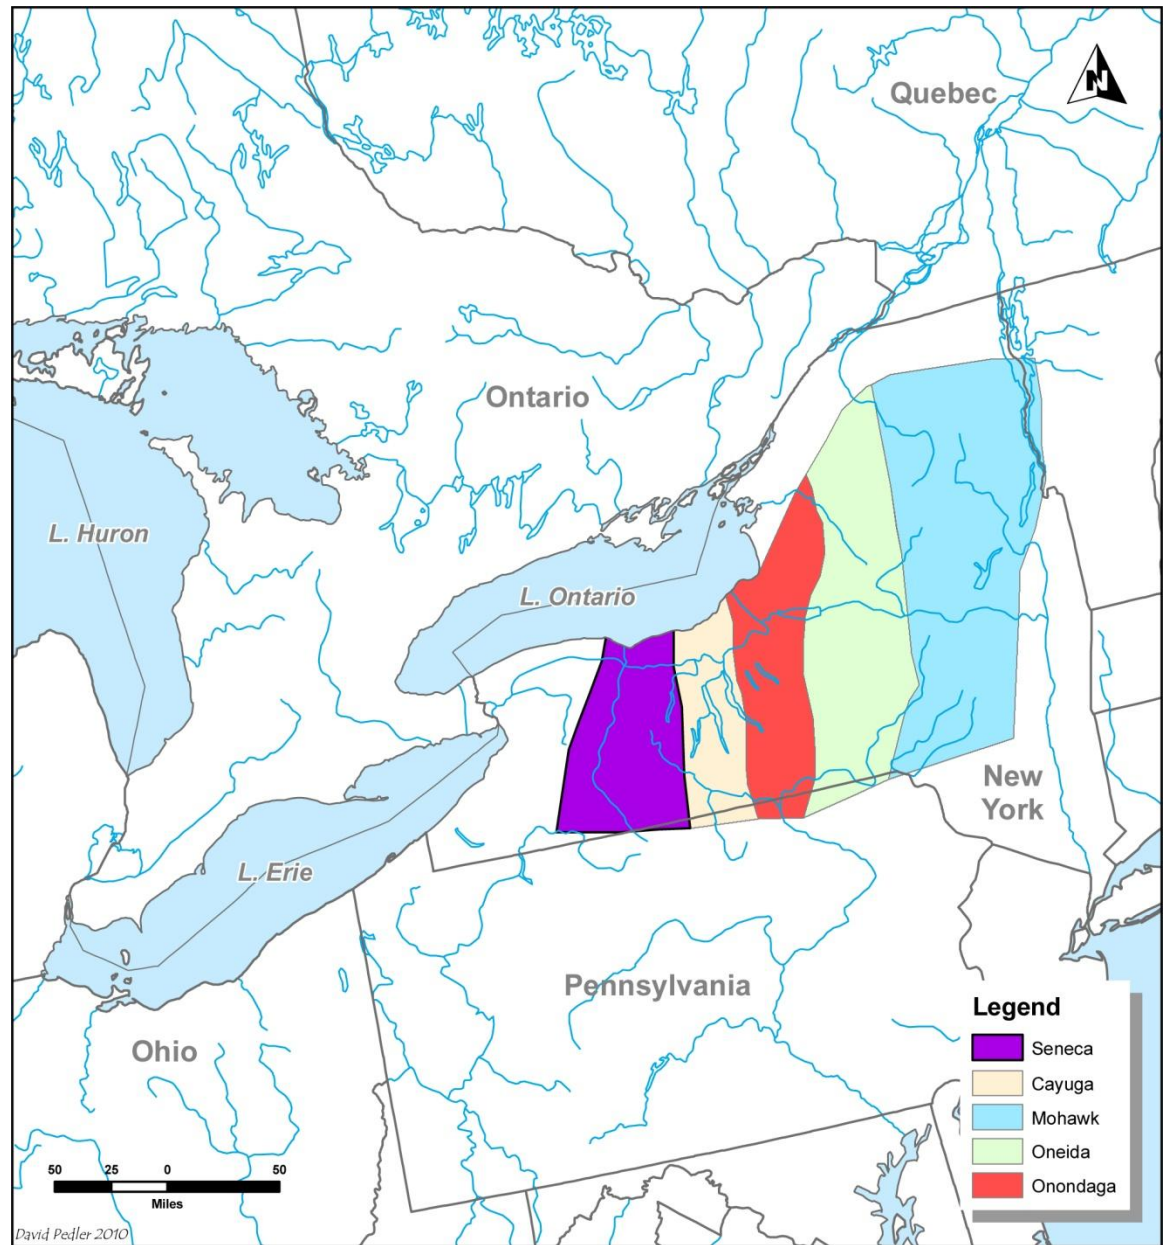 Quebec
N
Ontario
L. Huron
L. Ontario
New
York
L. Erie
Pennsylvania
Ohio
Legend
Seneca
Cayuga
Mohawk
Oneida
Onondaga
50 25 0 50
Miles
David Pedler 2010